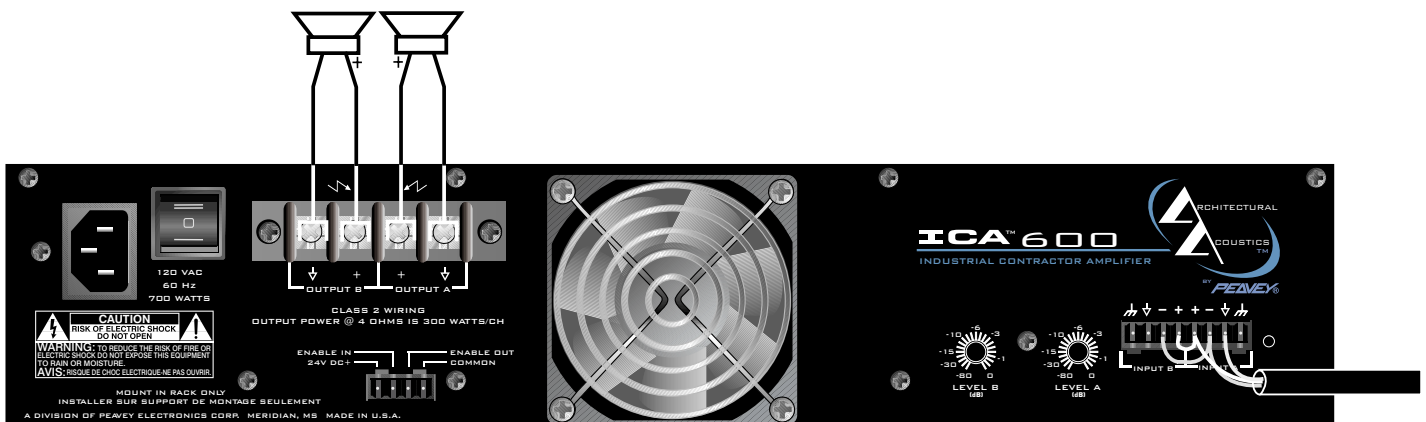 + +
ARCHITECTURAL
ACOUSTICS
TM
ICA™ 600
INDUSTRIAL CONTRACTOR AMPLIFIER
BY PEAVEY®
120 VAC
60 Hz
700 WATTS
+ +
OUTPUT B OUTPUT A
CLASS 2 WIRING
OUTPUT POWER @ 4 OHMS IS 300 WATTS/CH
CAUTION
RISK OF ELECTRIC SHOCK
DO NOT OPEN
WARNING: TO REDUCE THE RISK OF FIRE OR
ELECTRIC SHOCK DO NOT EXPOSE THIS EQUIPMENT
TO RAIN OR MOISTURE.
AVIS: RISQUE DE CHOC ELECTRIQUE-NE PAS OUVRIR.
ENABLE IN ENABLE OUT
24V DC+ COMMON
MOUNT IN RACK ONLY
INSTALLER SUR SUPPORT DE MONTAGE SEULEMENT
A DIVISION OF PEAVEY ELECTRONICS CORP. MERIDIAN, MS MADE IN U.S.A.
-6
-10 -3
-15
-30 -1
-80 0
LEVEL B
(dB)
-6
-10 -3
-15
-30 -1
-80 0
LEVEL A
(dB)
− + + −
INPUT B INPUT A